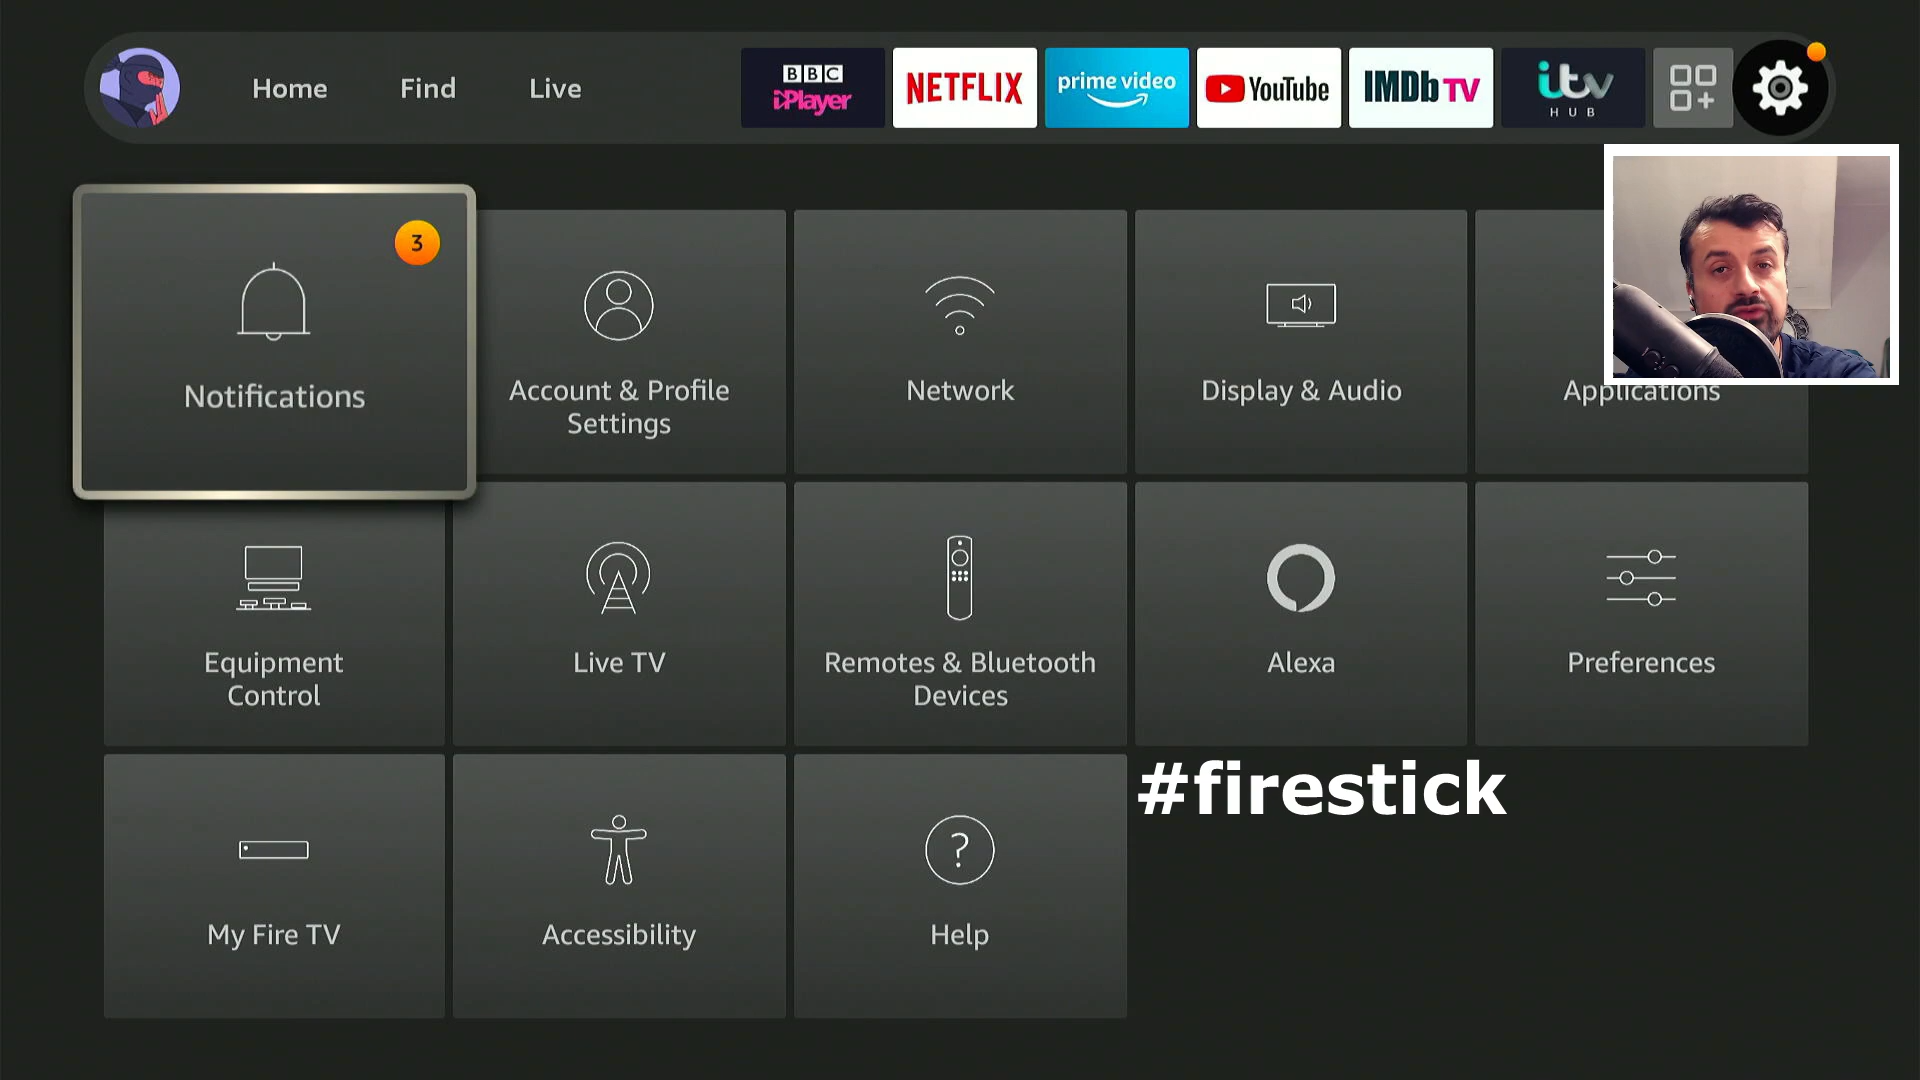 Home
Find
Live
BBC
iPlayer
NETFLIX
prime video
YouTube
IMDb TV
itv
HUB
3
Notifications
Account & Profile
Settings
Network
Display & Audio
Applications
Equipment
Control
Live TV
Remotes & Bluetooth
Devices
Alexa
Preferences
My Fire TV
Accessibility
?
Help
#firestick